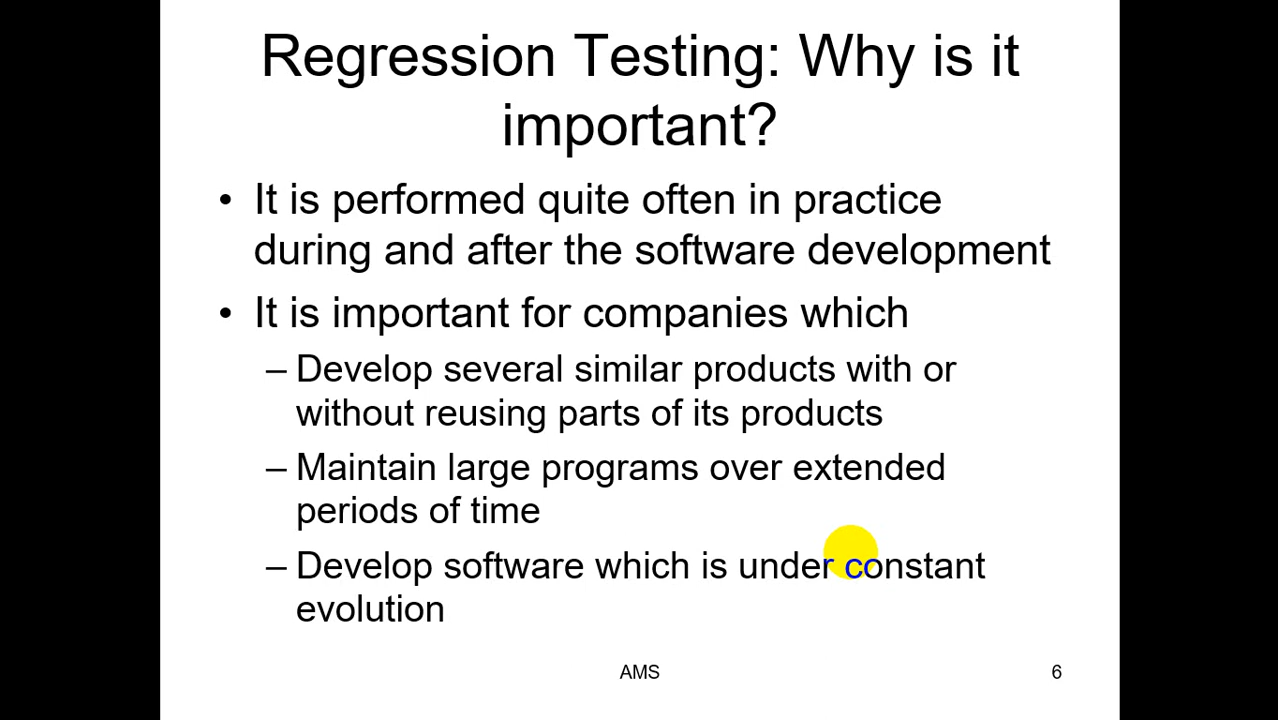 Regression Testing: Why is it
important?
• It is performed quite often in practice
during and after the software development
• It is important for companies which
– Develop several similar products with or
without reusing parts of its products
– Maintain large programs over extended
periods of time
– Develop software which is under constant
evolution
AMS
6